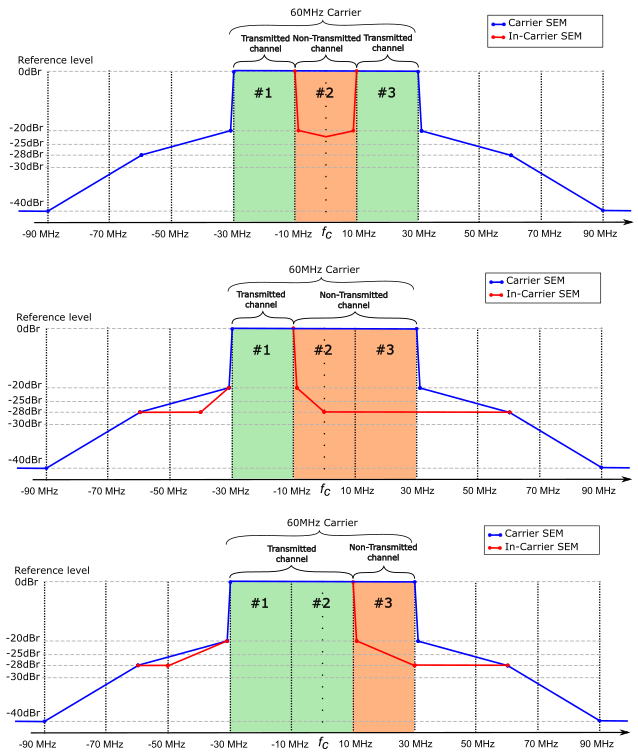 60MHz Carrier
Carrier SEM
In-Carrier SEM
Transmitted channel
Non-Transmitted channel
Transmitted channel
Reference level
0dBr
#1
#2
#3
-20dBr
-25dBr
-28dBr
-30dBr
-40dBr
-90 MHz
-70 MHz
-50 MHz
-30 MHz
-10 MHz
fc
10 MHz
30 MHz
50 MHz
70 MHz
90 MHz
60MHz Carrier
Carrier SEM
In-Carrier SEM
Transmitted channel
Non-Transmitted channel
Reference level
0dBr
#1
#2
#3
-20dBr
-25dBr
-28dBr
-30dBr
-40dBr
-90 MHz
-70 MHz
-50 MHz
-30 MHz
-10 MHz
fc
10 MHz
30 MHz
50 MHz
70 MHz
90 MHz
60MHz Carrier
Carrier SEM
In-Carrier SEM
Transmitted channel
Non-Transmitted channel
Reference level
0dBr
#1
#2
#3
-20dBr
-25dBr
-28dBr
-30dBr
-40dBr
-90 MHz
-70 MHz
-50 MHz
-30 MHz
-10 MHz
fc
10 MHz
30 MHz
50 MHz
70 MHz
90 MHz